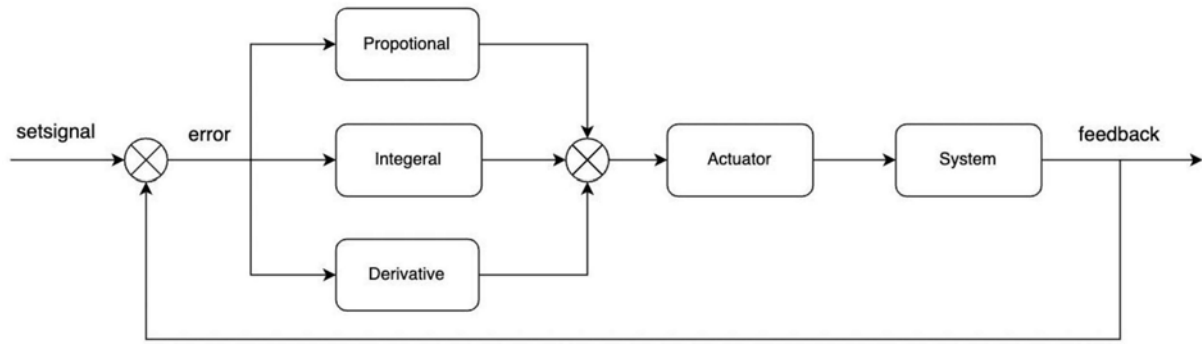 setsignal
error
Propotional
Integeral
Derivative
Actuator
System
feedback